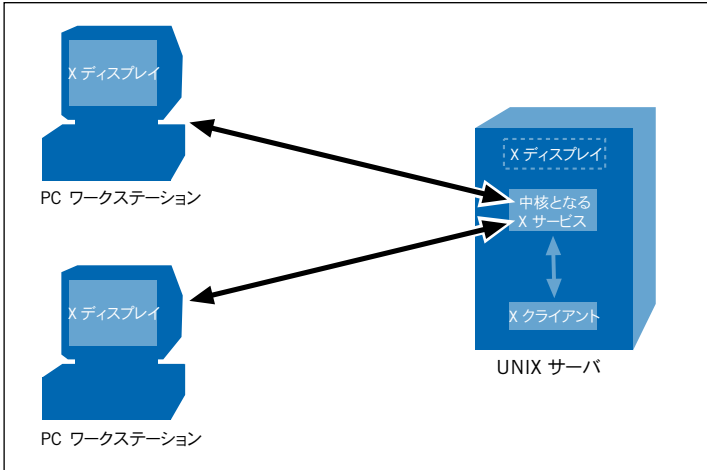 X ディスプレイ
PC ワークステーション
X ディスプレイ
PC ワークステーション
X ディスプレイ
中核となる
X サービス
X クライアント
UNIX サーバ